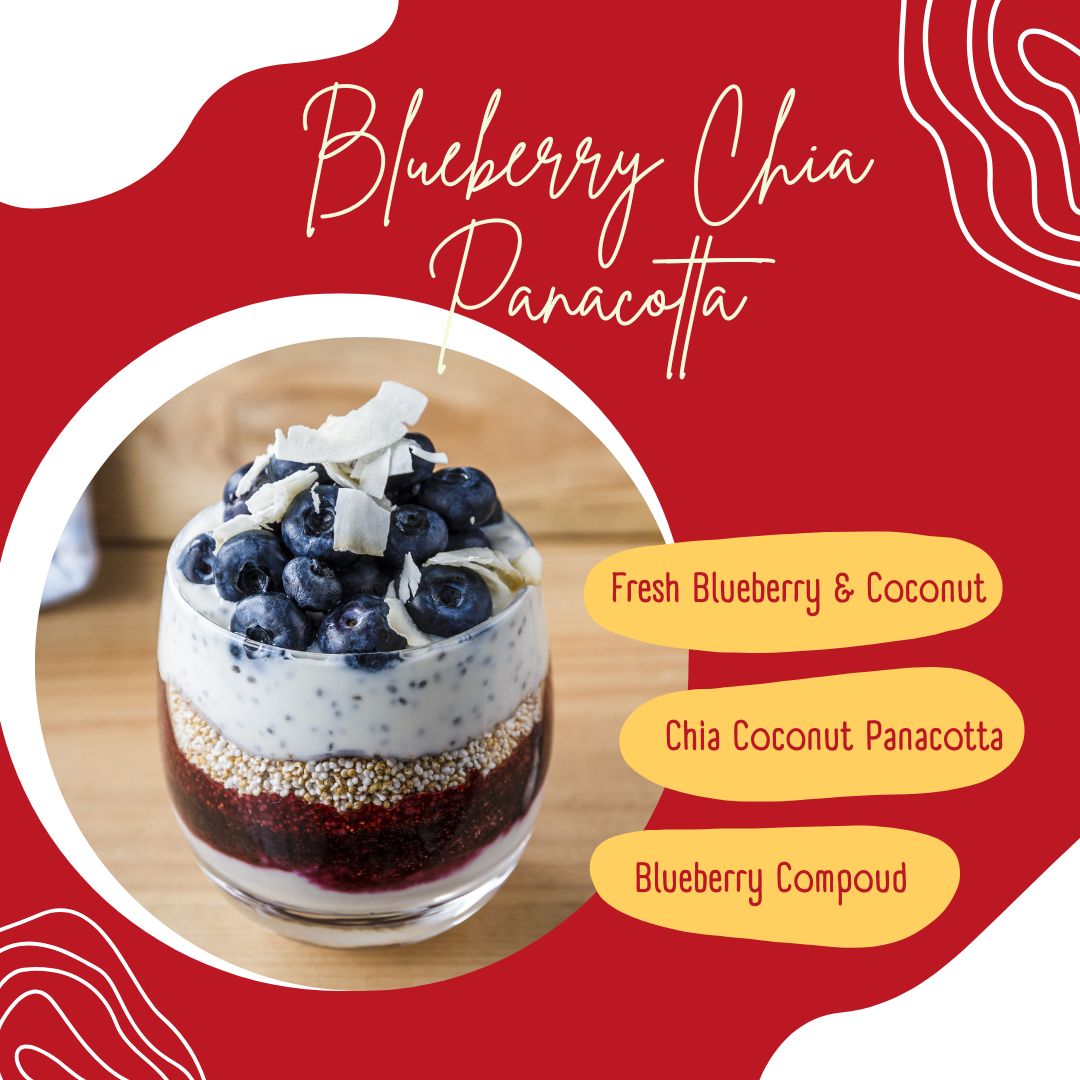 Blueberry Chia
Panacotta
Fresh Blueberry & Coconut
Chia Coconut Panacotta
Blueberry Compoud